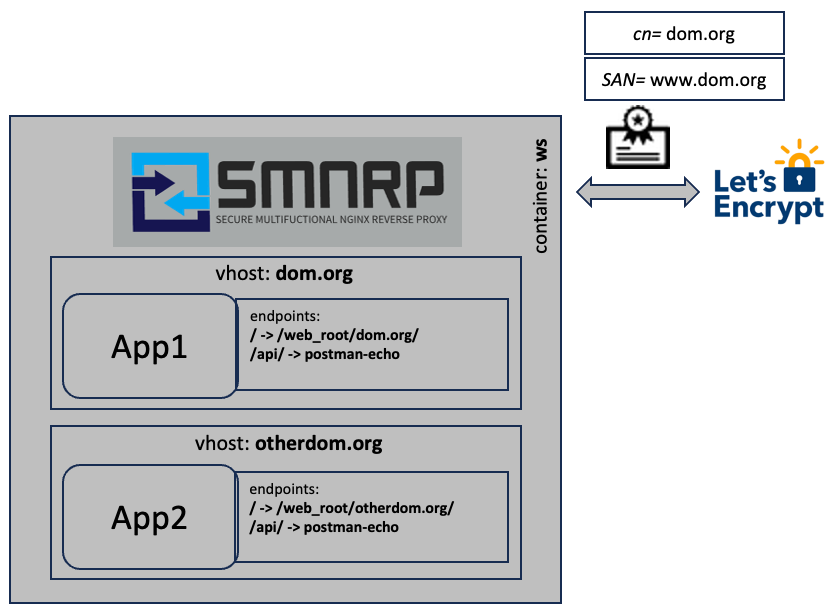 cn= dom.org
SAN= www.dom.org
Let's
Encrypt
container: ws
SMNRP
SECURE MULTIFUCTIONAL NGINX REVERSE PROXY
vhost: dom.org
App1
endpoints:
/ -> /web_root/dom.org/
/api/ -> postman-echo
vhost: otherdom.org
App2
endpoints:
/ -> /web_root/otherdom.org/
/api/ -> postman-echo